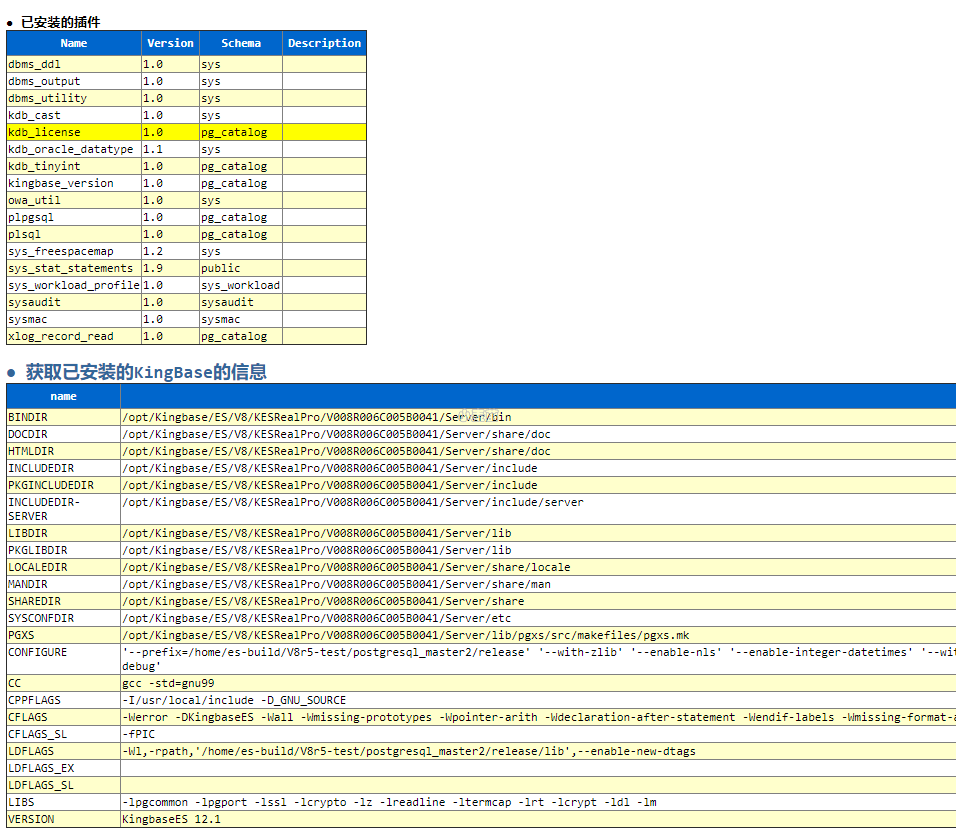 ● 已安装的插件
Name Version Schema Description
dbms_ddl 1.0 sys
dbms_output 1.0 sys
dbms_utility 1.0 sys
kdb_cast 1.0 sys
kdb_license 1.0 pg_catalog
kdb_oracle_datatype 1.1 sys
kdb_tinyint 1.0 pg_catalog
kingbase_version 1.0 pg_catalog
owa_util 1.0 sys
plpgsql 1.0 pg_catalog
plsql 1.0 pg_catalog
sys_freespacemap 1.2 sys
sys_stat_statements 1.9 public
sys_workload_profile 1.0 sys_workload
sysaudit 1.0 sysaudit
sysmac 1.0 sysmac
xlog_record_read 1.0 pg_catalog
● 获取已安装的KingBase的信息
name
BINDIR /opt/Kingbase/ES/V8/KESRealPro/V008R006C005B0041/Server/bin
DOCDIR /opt/Kingbase/ES/V8/KESRealPro/V008R006C005B0041/Server/share/doc
HTMLDIR /opt/Kingbase/ES/V8/KESRealPro/V008R006C005B0041/Server/share/doc
INCLUDEDIR /opt/Kingbase/ES/V8/KESRealPro/V008R006C005B0041/Server/include
PKGINCLUDEDIR /opt/Kingbase/ES/V8/KESRealPro/V008R006C005B0041/Server/include
INCLUDEDIR- /opt/Kingbase/ES/V8/KESRealPro/V008R006C005B0041/Server/include/server
SERVER
LIBDIR /opt/Kingbase/ES/V8/KESRealPro/V008R006C005B0041/Server/lib
PKGLIBDIR /opt/Kingbase/ES/V8/KESRealPro/V008R006C005B0041/Server/lib
LOCALEDIR /opt/Kingbase/ES/V8/KESRealPro/V008R006C005B0041/Server/share/locale
MANDIR /opt/Kingbase/ES/V8/KESRealPro/V008R006C005B0041/Server/share/man
SHAREDIR /opt/Kingbase/ES/V8/KESRealPro/V008R006C005B0041/Server/share
SYSCONFDIR /opt/Kingbase/ES/V8/KESRealPro/V008R006C005B0041/Server/etc
PGXS /opt/Kingbase/ES/V8/KESRealPro/V008R006C005B0041/Server/lib/pgxs/src/makefiles/pgxs.mk
CONFIGURE '--prefix=/home/es-build/V8r5-test/postgresql_master2/release' '--with-zlib' '--enable-nls' '--enable-integer-datetimes' '--wit
debug'
CC gcc -std=gnu99
CPPFLAGS -I/usr/local/include -D_GNU_SOURCE
CFLAGS -Werror -DKingbaseES -Wall -Wmissing-prototypes -Wpointer-arith -Wdeclaration-after-statement -Wendif-labels -Wmissing-format-a
CFLAGS_SL -fPIC
LDFLAGS -Wl,-rpath,'/home/es-build/V8r5-test/postgresql_master2/release/lib',--enable-new-dtags
LDFLAGS_EX
LDFLAGS_SL
LIBS -lpgcommon -lpgport -lssl -lcrypto -lz -lreadline -ltermcap -lrt -lcrypt -ldl -lm
VERSION KingbaseES 12.1